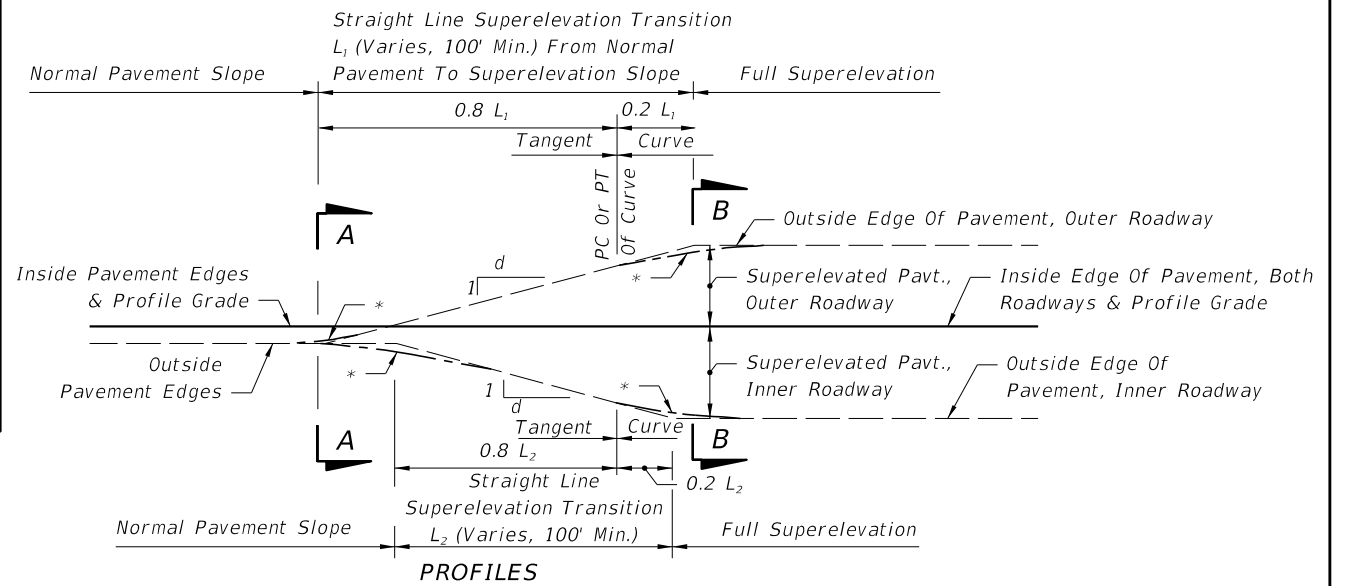 Straight Line Superelevation Transition
L₁ (Varies, 100' Min.) From Normal
Normal Pavement Slope
Pavement To Superelevation Slope
Full Superelevation
0.8 L₁
0.2 L₁
Tangent
Curve
PC Or PT
Of Curve
A
B
Outside Edge Of Pavement, Outer Roadway
d
1
*
Inside Pavement Edges
& Profile Grade
*
Superelevated Pavt.,
Outer Roadway
Inside Edge Of Pavement, Both
Roadways & Profile Grade
Outside
Pavement Edges
*
1
d
*
Superelevated Pavt.,
Inner Roadway
Outside Edge Of
Pavement, Inner Roadway
A
Tangent
Curve
B
0.8 L₂
0.2 L₂
Straight Line
Superelevation Transition
L₂ (Varies, 100' Min.)
Normal Pavement Slope
Full Superelevation
PROFILES